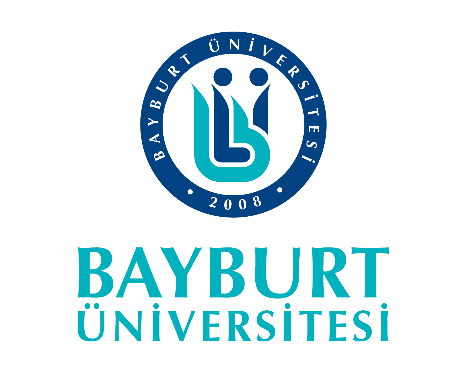 BAYBURT ÜNİVERSİTESİ
• 2008 •
BAYBURT
ÜNİVERSİTESİ